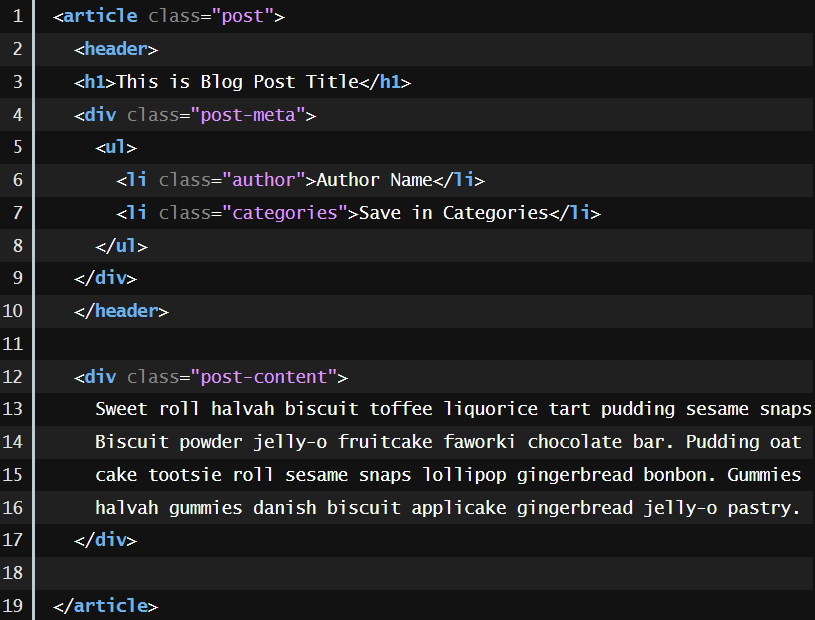 1 <article class="post">
2 <header>
3 <h1>This is Blog Post Title</h1>
4 <div class="post-meta">
5 <ul>
6 <li class="author">Author Name</li>
7 <li class="categories">Save in Categories</li>
8 </ul>
9 </div>
10 </header>
11
12 <div class="post-content">
13 Sweet roll halvah biscuit toffee liquorice tart pudding sesame snaps
14 Biscuit powder jelly-o fruitcake faworki chocolate bar. Pudding oat
15 cake tootsie roll sesame snaps lollipop gingerbread bonbon. Gummies
16 halvah gummies danish biscuit applicake gingerbread jelly-o pastry.
17 </div>
18
19 </article>